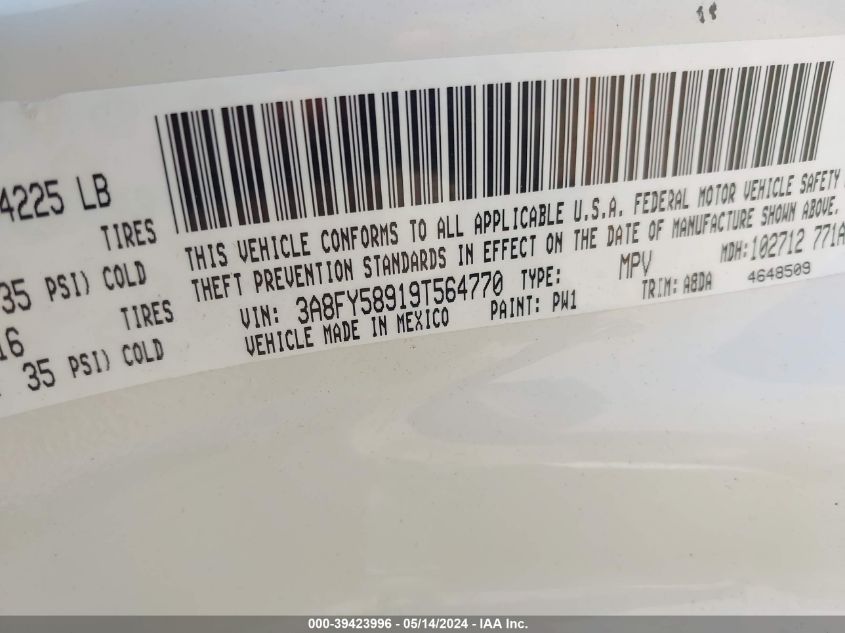 4225 LB
TIRES
35 PSI) COLD
16 TIRES
35 PSI) COLD
THIS VEHICLE CONFORMS TO ALL APPLICABLE U.S.A. FEDERAL MOTOR VEHICLE SAFETY
THEFT PREVENTION STANDARDS IN EFFECT ON THE DATE OF MANUFACTURE SHOWN ABOVE.
VIN: 3A8FY58919T564770 TYPE: MPV MDH: 102712 771A
VEHICLE MADE IN MEXICO PAINT: PW1 TRIM: A8DA 4648509
000-39423996 - 05/14/2024 - IAA Inc.